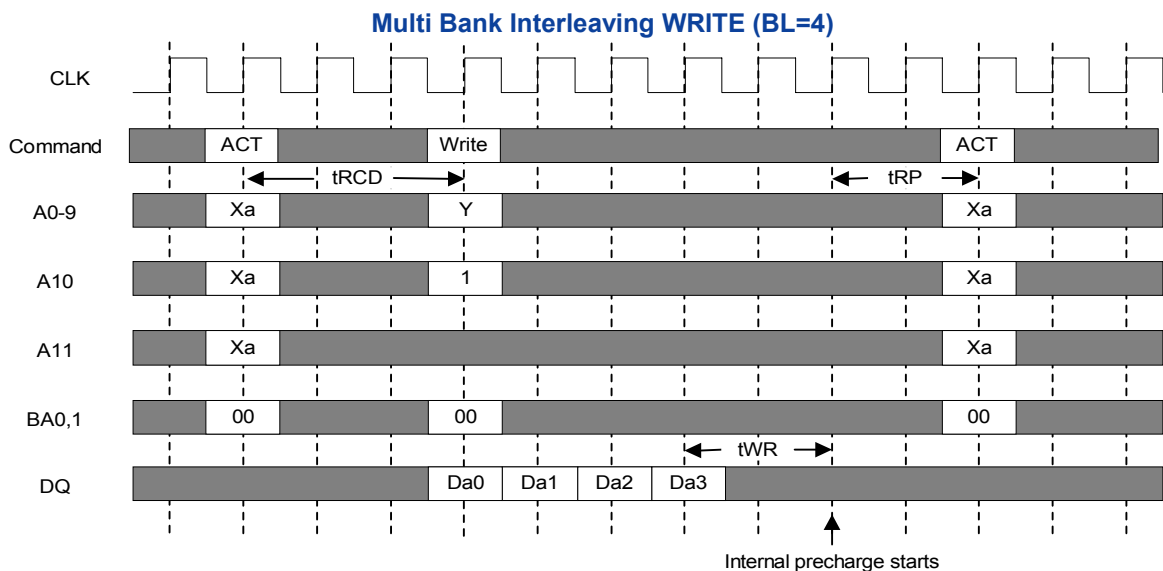 Multi Bank Interleaving WRITE (BL=4)
CLK
Command ACT Write ACT
tRCD tRP
A0-9 Xa Y Xa
A10 Xa 1 Xa
A11 Xa Xa
BA0,1 00 00 00
tWR
DQ Da0 Da1 Da2 Da3
Internal precharge starts